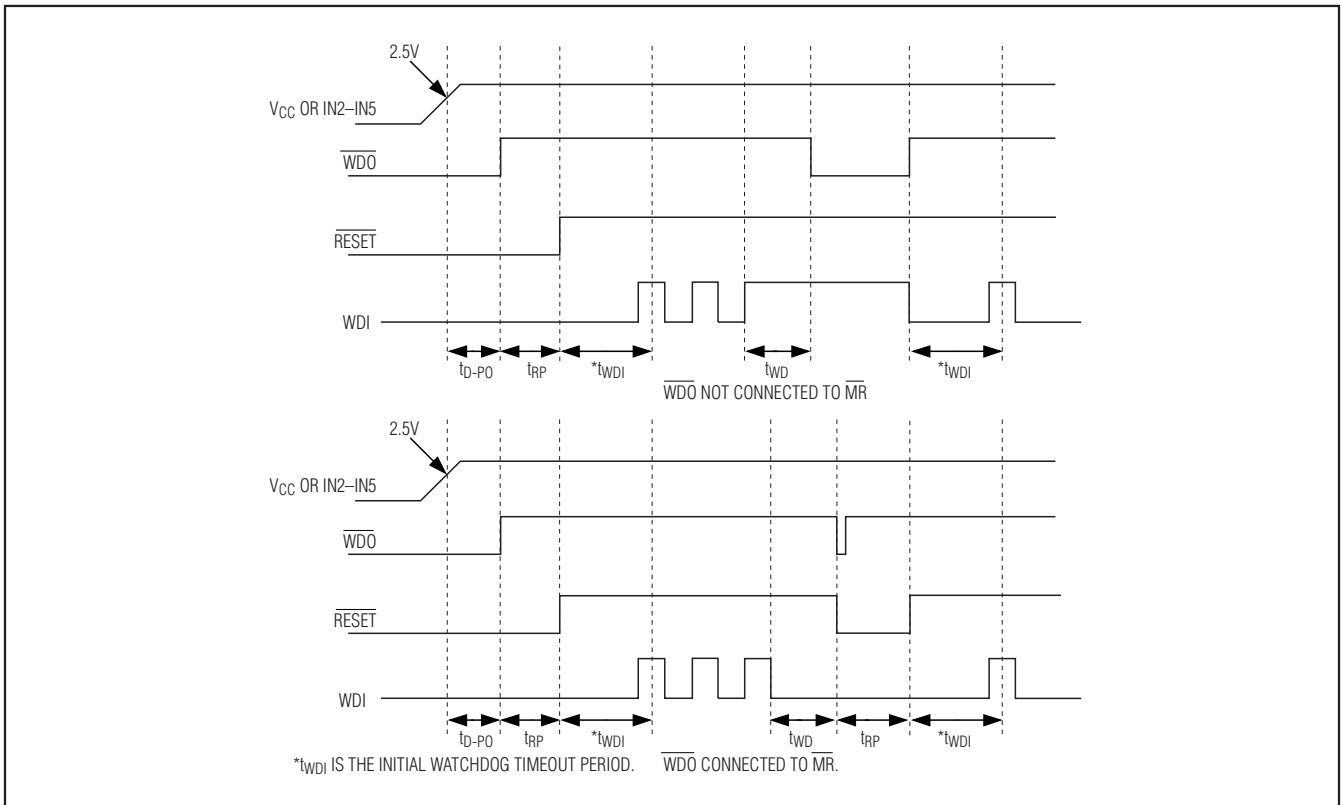 2.5V
VCC OR IN2–IN5
WDO
RESET
WDI
tD-PO tRP *tWDI tWD *tWDI
WDO NOT CONNECTED TO MR
2.5V
VCC OR IN2–IN5
WDO
RESET
WDI
tD-PO tRP *tWDI tWD tRP *tWDI
*tWDI IS THE INITIAL WATCHDOG TIMEOUT PERIOD. WDO CONNECTED TO MR.